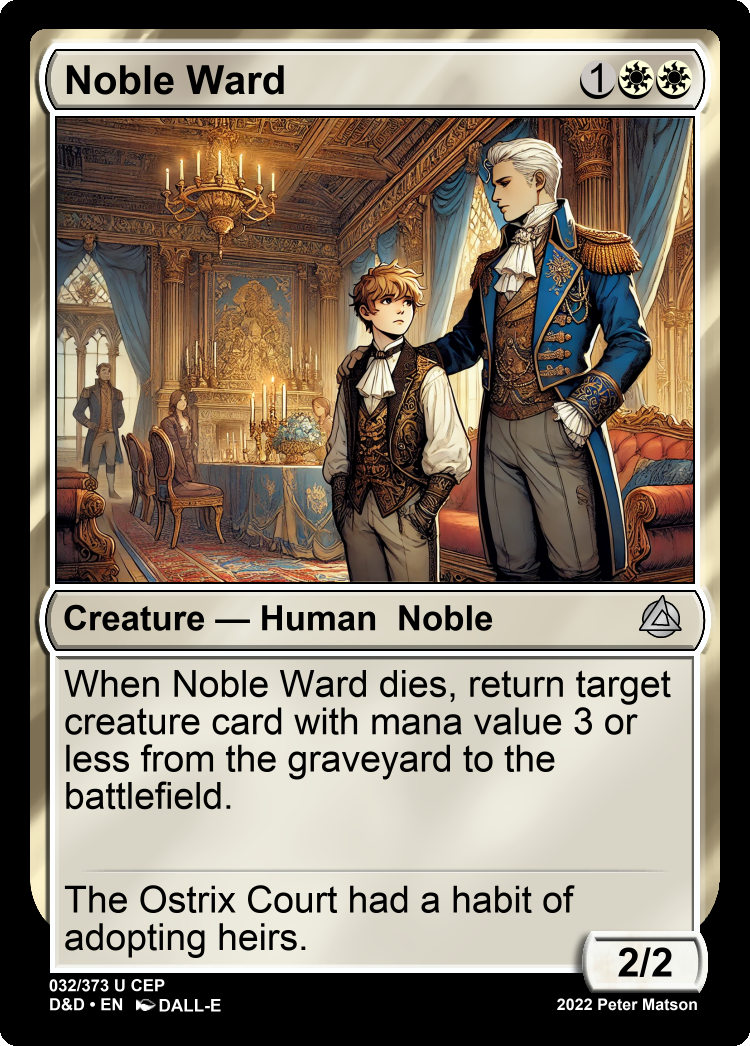 Noble Ward 1
Creature — Human  Noble
When Noble Ward dies, return target
creature card with mana value 3 or
less from the graveyard to the
battlefield.
The Ostrix Court had a habit of
adopting heirs.
2/2
032/373 U CEP
D&D • EN DALL-E
2022 Peter Matson